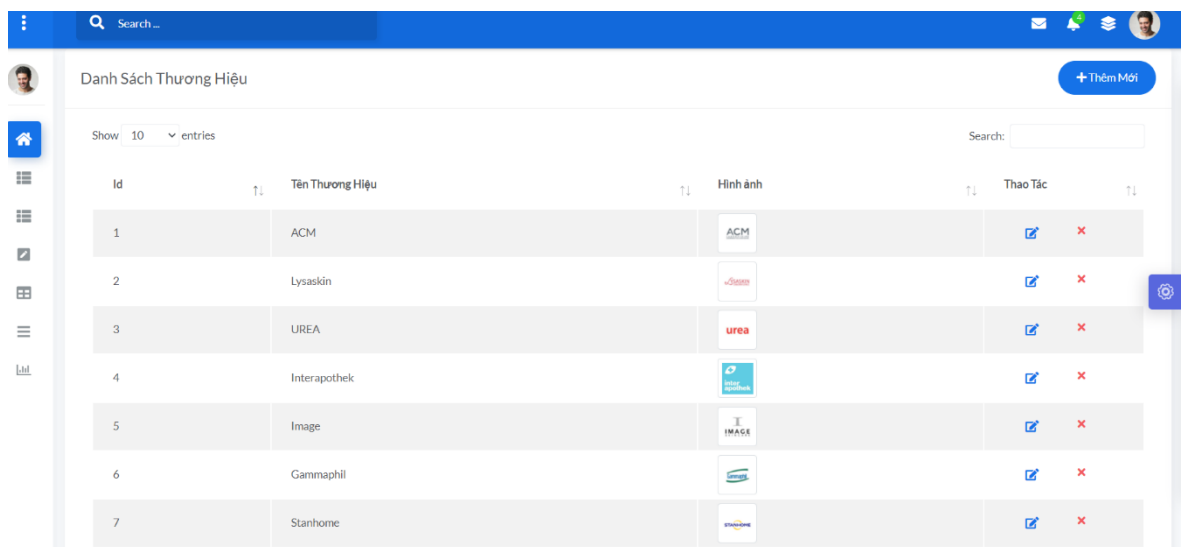 Search ...
4
Danh Sách Thương Hiệu
+Thêm Mới
Show 10 entries
Search:
Id Tên Thương Hiệu Hình ảnh Thao Tác
1 ACM ACM
2 Lysaskin
3 UREA urea
4 Interapothek inter apothek
5 Image IMAGE
6 Gammaphil
7 Stanhome STANHOME